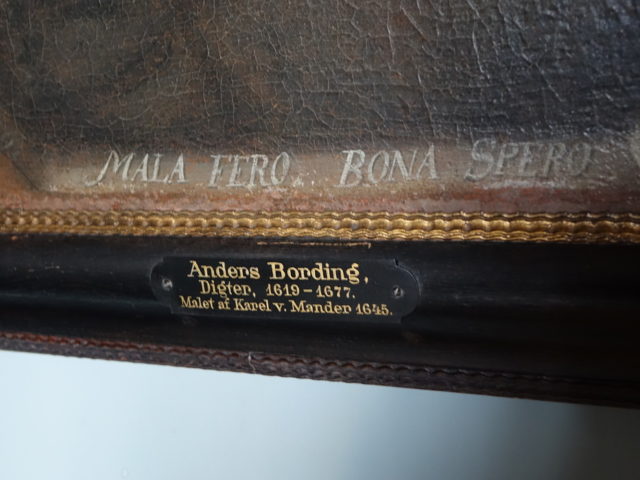 MALA FERO. BONA SPERO
Anders Bording,
Digter, 1619-1677.
Malet af Karel v. Mander 1645.